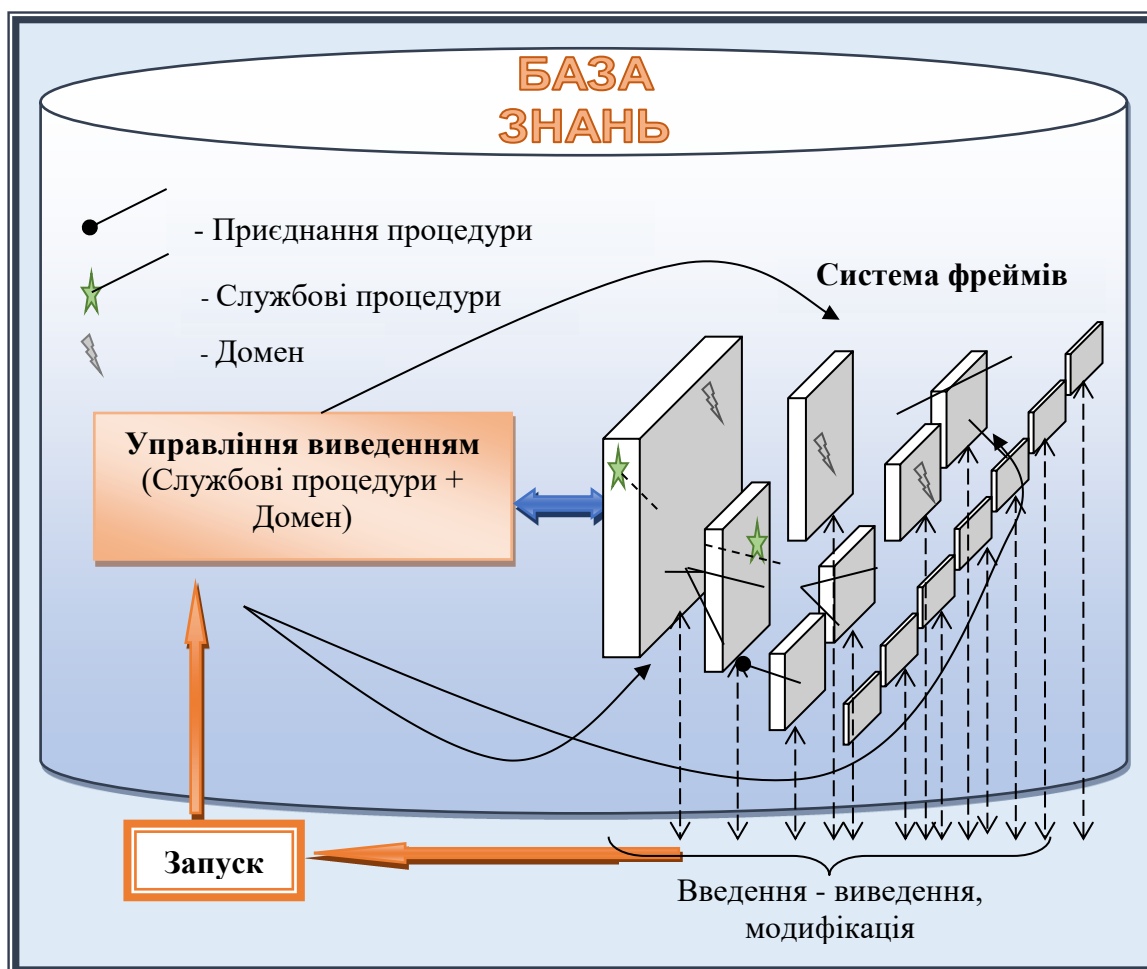 БАЗА
ЗНАНЬ
- Приєднання процедури
- Службові процедури
- Домен
Система фреймів
Управління виведенням
(Службові процедури +
Домен)
Запуск
Введення - виведення,
модифікація